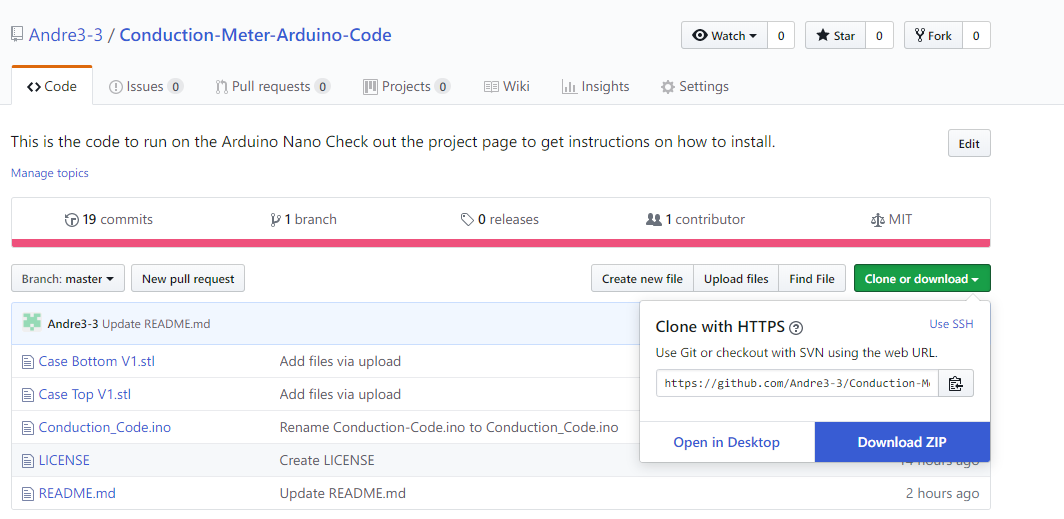 Andre3-3 / Conduction-Meter-Arduino-Code
Watch 0 Star 0 Fork 0
Code Issues 0 Pull requests 0 Projects 0 Wiki Insights Settings
This is the code to run on the Arduino Nano Check out the project page to get instructions on how to install.
Edit
Manage topics
19 commits 1 branch 0 releases 1 contributor MIT
Branch: master New pull request Create new file Upload files Find File Clone or download
Andre3-3 Update README.md
Clone with HTTPS ? Use SSH
Use Git or checkout with SVN using the web URL.
https://github.com/Andre3-3/Conduction-M
Open in Desktop Download ZIP
Case Bottom V1.stl Add files via upload
Case Top V1.stl Add files via upload
Conduction_Code.ino Rename Conduction-Code.ino to Conduction_Code.ino
LICENSE Create LICENSE 14 hours ago
README.md Update README.md 2 hours ago